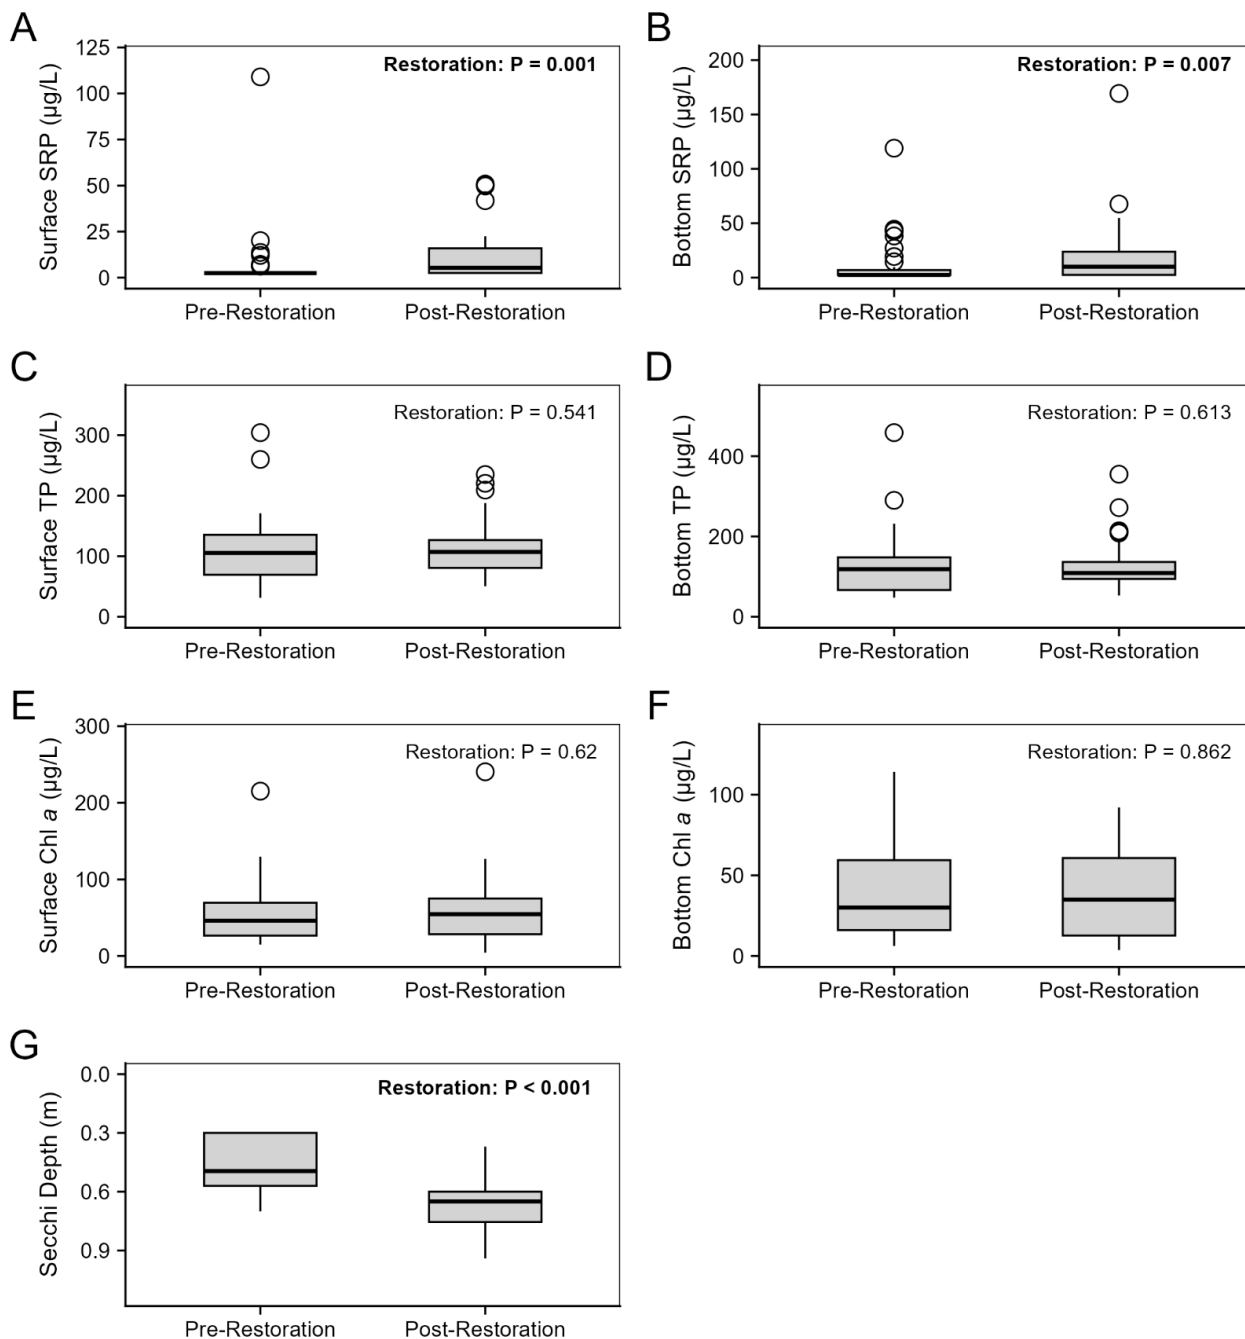 A
Surface SRP (µg/L)
125
100
75
50
25
0
Restoration: P = 0.001
Pre-Restoration
Post-Restoration
B
Bottom SRP (µg/L)
200
150
100
50
0
Restoration: P = 0.007
Pre-Restoration
Post-Restoration
C
Surface TP (µg/L)
300
200
100
0
Restoration: P = 0.541
Pre-Restoration
Post-Restoration
D
Bottom TP (µg/L)
400
200
0
Restoration: P = 0.613
Pre-Restoration
Post-Restoration
E
Surface Chl a (µg/L)
300
200
100
0
Restoration: P = 0.62
Pre-Restoration
Post-Restoration
F
Bottom Chl a (µg/L)
100
50
0
Restoration: P = 0.862
Pre-Restoration
Post-Restoration
G
Secchi Depth (m)
0.0
0.3
0.6
0.9
Restoration: P < 0.001
Pre-Restoration
Post-Restoration